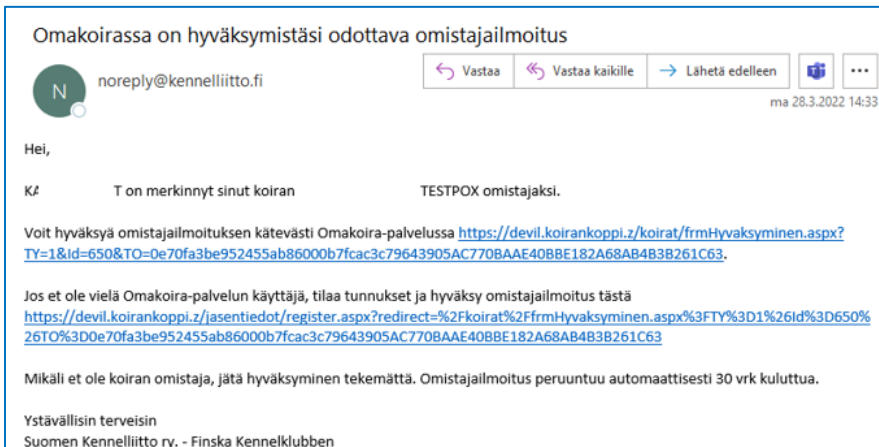 Omakoirassa on hyväksymistäsi odottava omistajailmoitus
N
noreply@kennelliitto.fi
Vastaa
Vastaa kaikille
Lähetä edelleen
ma 28.3.2022 14:33
Hei,
KA T on merkinnyt sinut koiran TESTPOX omistajaksi.
Voit hyväksyä omistajailmoituksen kätevästi Omakoira-palvelussa https://devil.koirankoppi.z/koirat/frmHyvaksyminen.aspx?
TY=1&Id=650&TO=0e70fa3be952455ab86000b7fcac3c79643905AC770BAAE40BBE182A68AB4B3B261C63.
Jos et ole vielä Omakoira-palvelun käyttäjä, tilaa tunnukset ja hyväksy omistajailmoitus tästä
https://devil.koirankoppi.z/jasentiedot/register.aspx?redirect=%2Fkoirat%2FfrmHyvaksyminen.aspx%3FTY%3D1%26Id%3D650%
26TO%3D0e70fa3be952455ab86000b7fcac3c79643905AC770BAAE40BBE182A68AB4B3B261C63
Mikäli et ole koiran omistaja, jätä hyväksyminen tekemättä. Omistajailmoitus peruuntuu automaattisesti 30 vrk kuluttua.
Ystävällisin terveisin
Suomen Kennelliitto ry. - Finska Kennelklubben